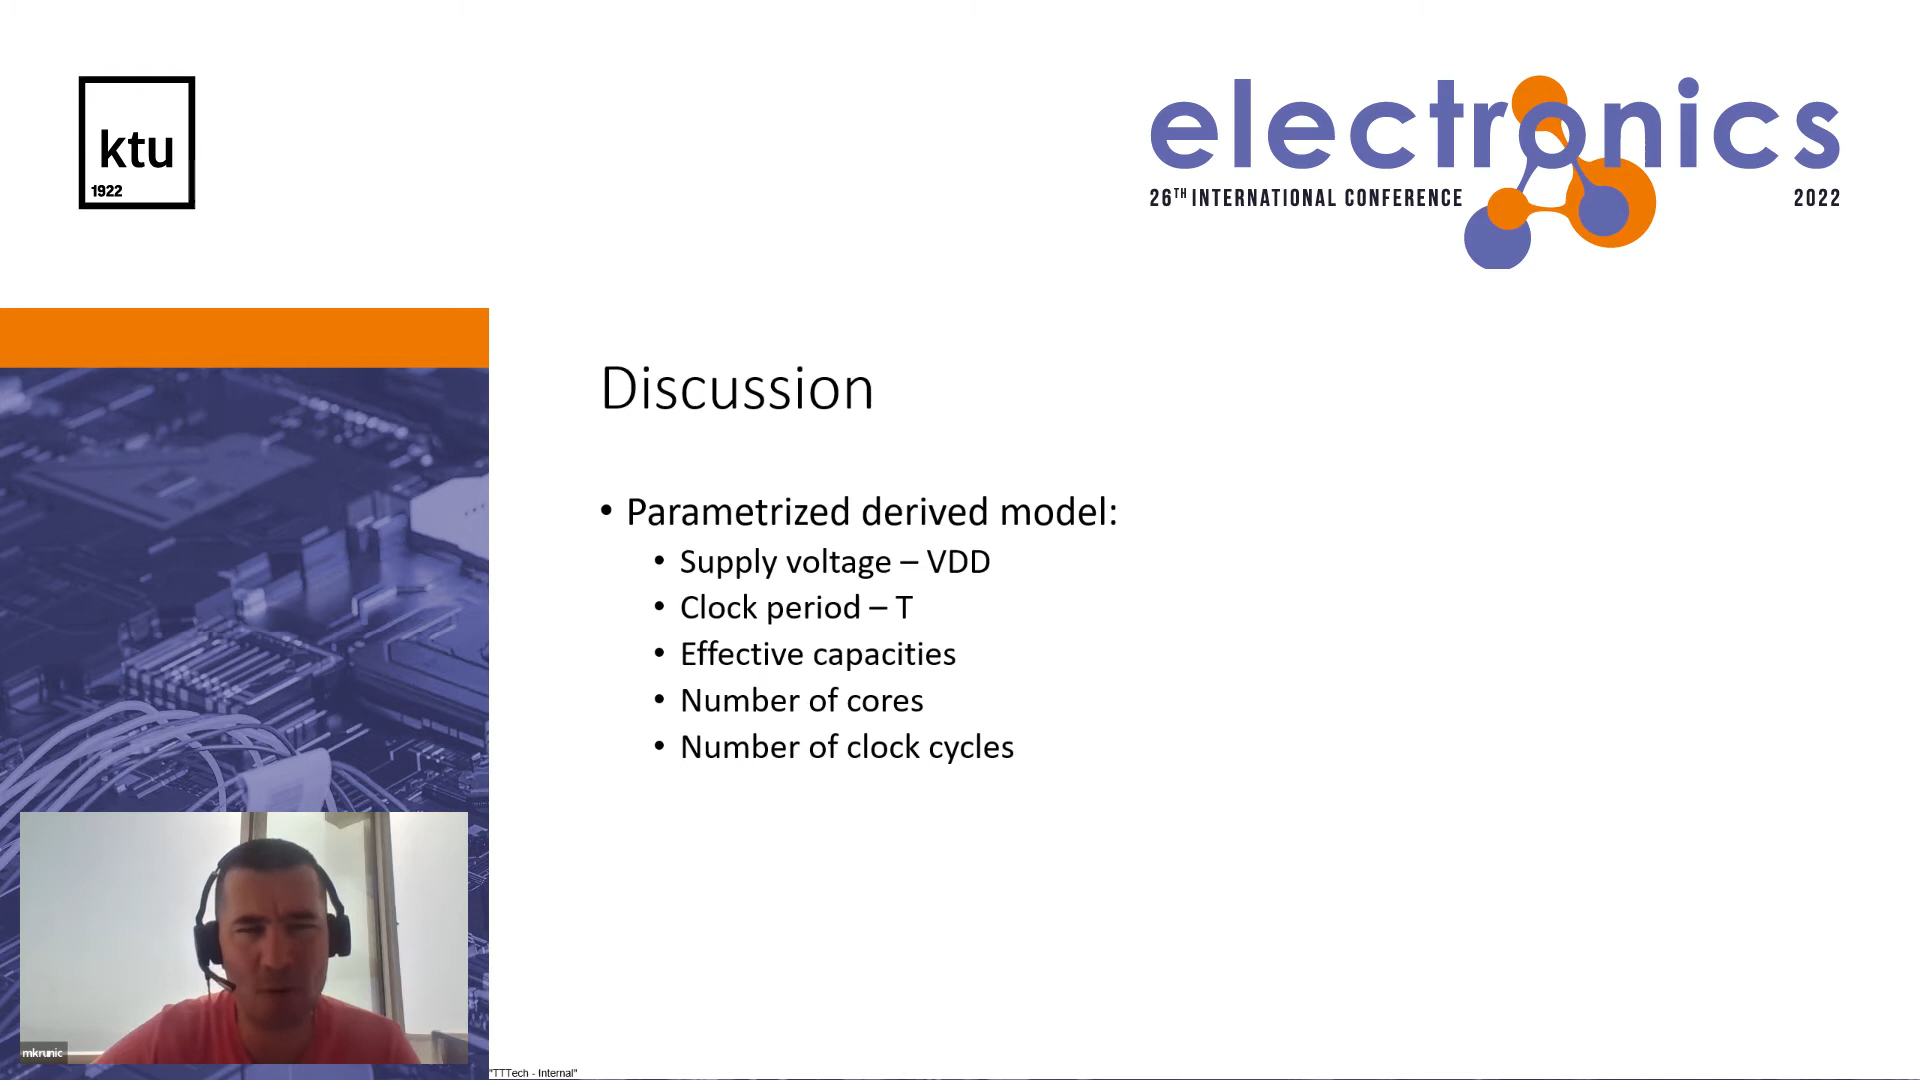 ktu
1922
electronics
26TH INTERNATIONAL CONFERENCE 2022
Discussion
• Parametrized derived model:
• Supply voltage – VDD
• Clock period – T
• Effective capacities
• Number of cores
• Number of clock cycles
mkrunic
"TTTech - Internal"